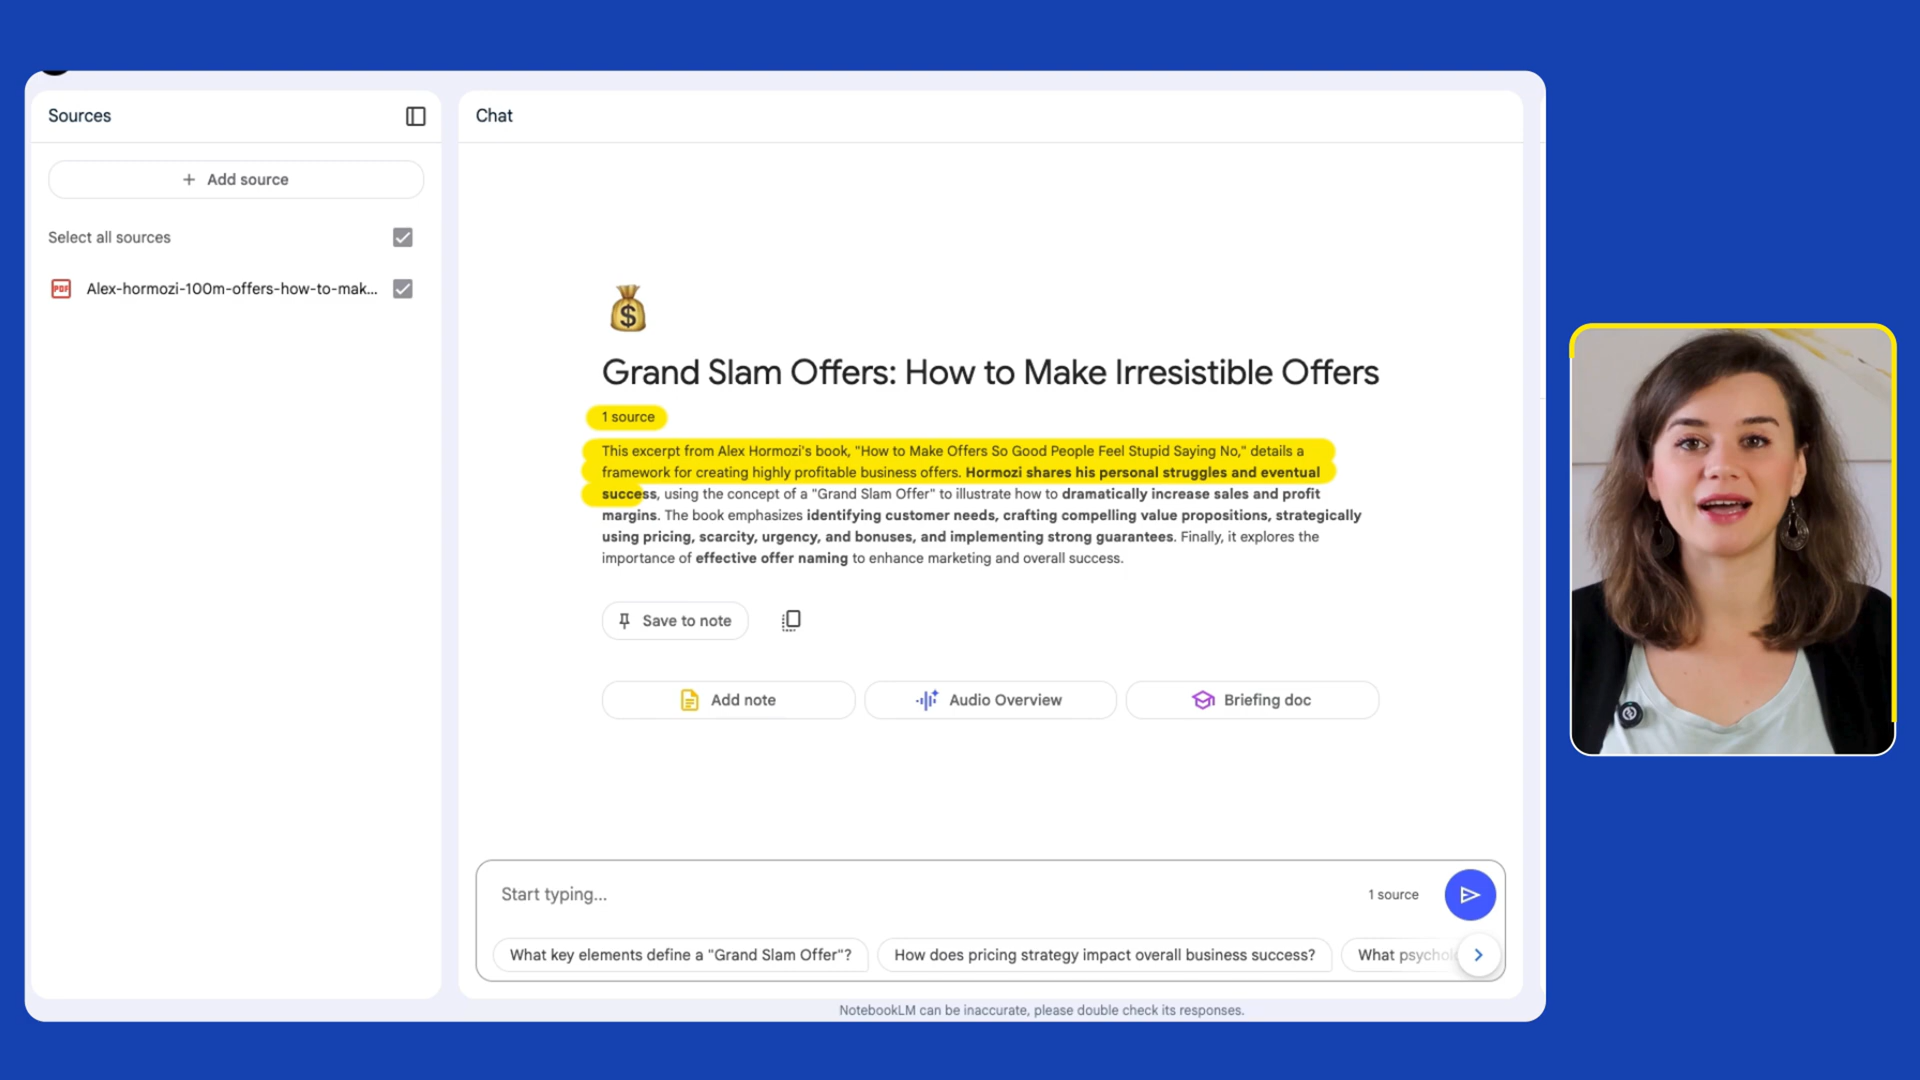 Sources
+ Add source
Select all sources
PDF Alex-hormozi-100m-offers-how-to-mak...
Chat
Grand Slam Offers: How to Make Irresistible Offers
1 source
This excerpt from Alex Hormozi's book, "How to Make Offers So Good People Feel Stupid Saying No," details a
framework for creating highly profitable business offers. Hormozi shares his personal struggles and eventual
success, using the concept of a "Grand Slam Offer" to illustrate how to dramatically increase sales and profit
margins. The book emphasizes identifying customer needs, crafting compelling value propositions, strategically
using pricing, scarcity, urgency, and bonuses, and implementing strong guarantees. Finally, it explores the
importance of effective offer naming to enhance marketing and overall success.
Save to note
Add note
Audio Overview
Briefing doc
Start typing...
1 source
What key elements define a "Grand Slam Offer"?
How does pricing strategy impact overall business success?
What
NotebookLM can be inaccurate, please double check its responses.